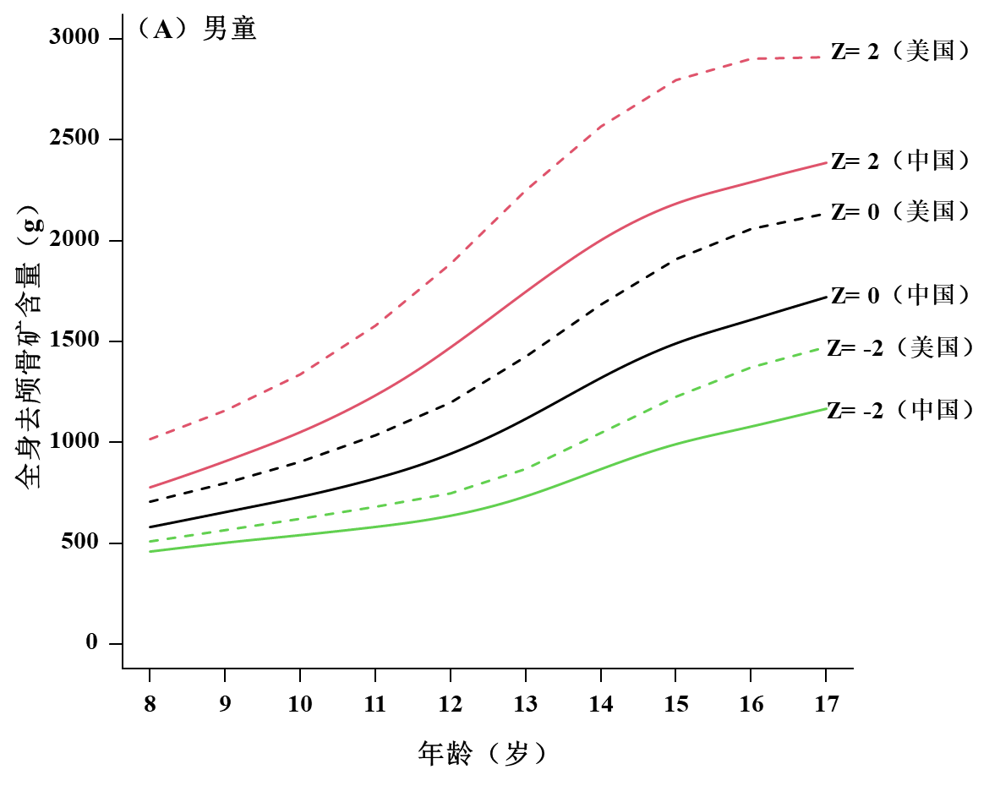 （A）男童
3000
2500
2000
1500
1000
500
0
全身去颅骨矿含量（g）
Z= 2（美国）
Z= 2（中国）
Z= 0（美国）
Z= 0（中国）
Z= -2（美国）
Z= -2（中国）
8 9 10 11 12 13 14 15 16 17
年龄（岁）